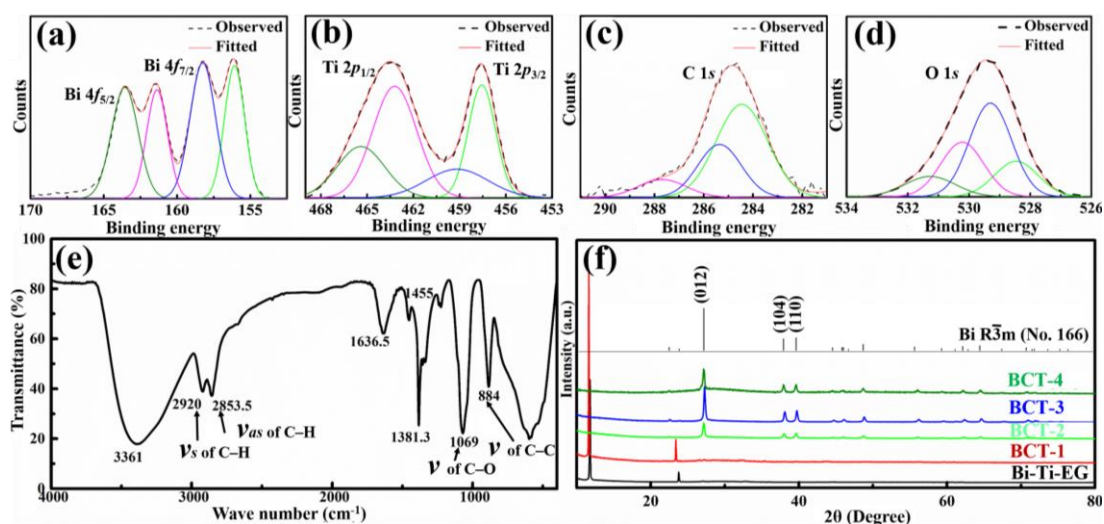 (a)
Observed
Fitted
Bi 4f7/2
Bi 4f5/2
Counts
170 165 160 155
Binding energy
(b)
Observed
Fitted
Ti 2p1/2
Ti 2p3/2
Counts
468 465 462 459 456 453
Binding energy
(c)
Observed
Fitted
C 1s
Counts
290 288 286 284 282
Binding energy
(d)
Observed
Fitted
O 1s
Counts
534 532 530 528 526
Binding energy
(e)
Transmittance (%)
100
80
60
40
20
0
1455
1636.5
2920
2853.5
884
1381.3
νas of C–H
1069
3361
νs of C–H
ν of C–O
ν of C–C
4000 3000 2000 1000
Wave number (cm-1)
(f)
Intensity (a.u.)
(012)
(104)
(110)
Bi R3̅m (No. 166)
BCT-4
BCT-3
BCT-2
BCT-1
Bi-Ti-EG
20 40 60 80
2θ (Degree)